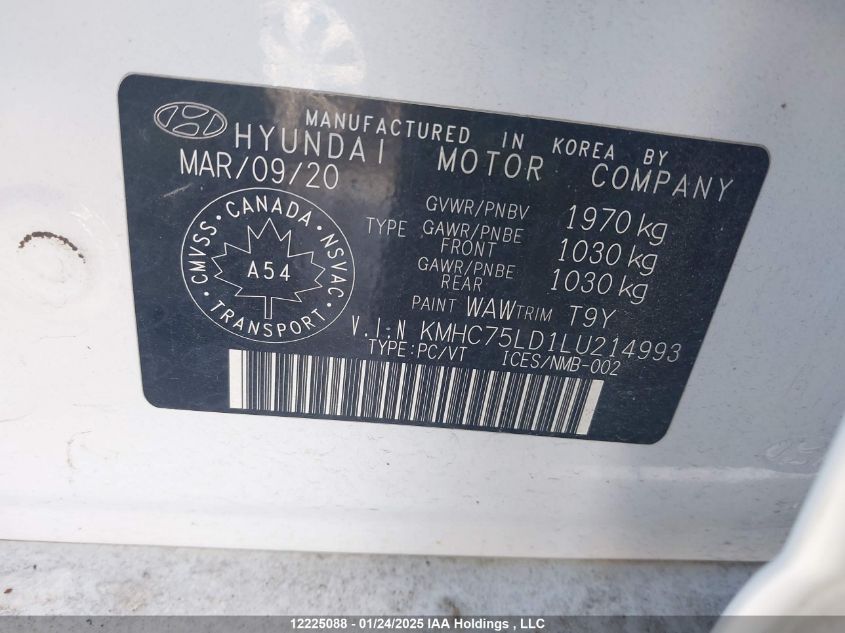 MANUFACTURED IN KOREA BY
HYUNDAI MOTOR COMPANY
MAR/09/20
GVWR/PNBV 1970 kg
TYPE GAWR/PNBE FRONT 1030 kg
GAWR/PNBE REAR 1030 kg
PAINT WAW TRIM T9Y
CMVSS · CANADA · NSVAC
A54
· TRANSPORT ·
V.I.N KMHC75LD1LU214993
TYPE:PC/VT ICES/NMB-002
12225088 - 01/24/2025 IAA Holdings , LLC